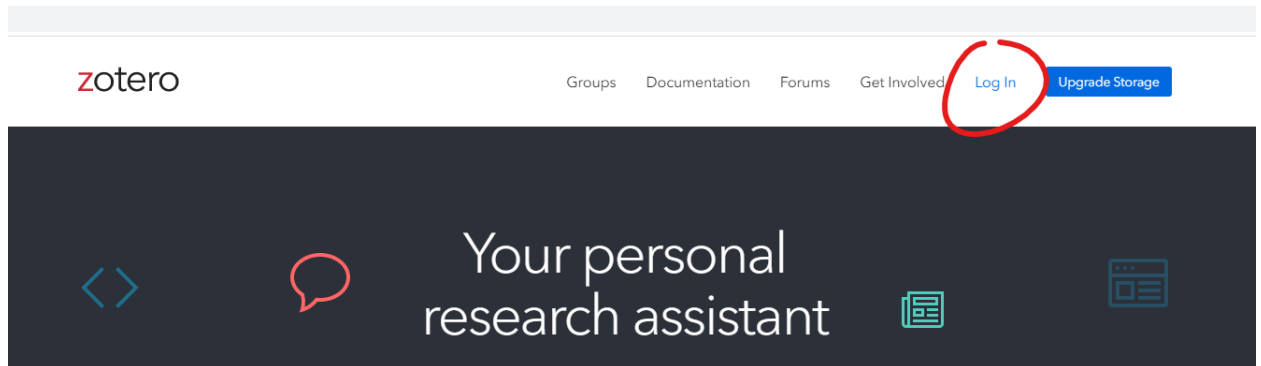 zotero
Groups Documentation Forums Get Involved Log In Upgrade Storage
Your personal
research assistant